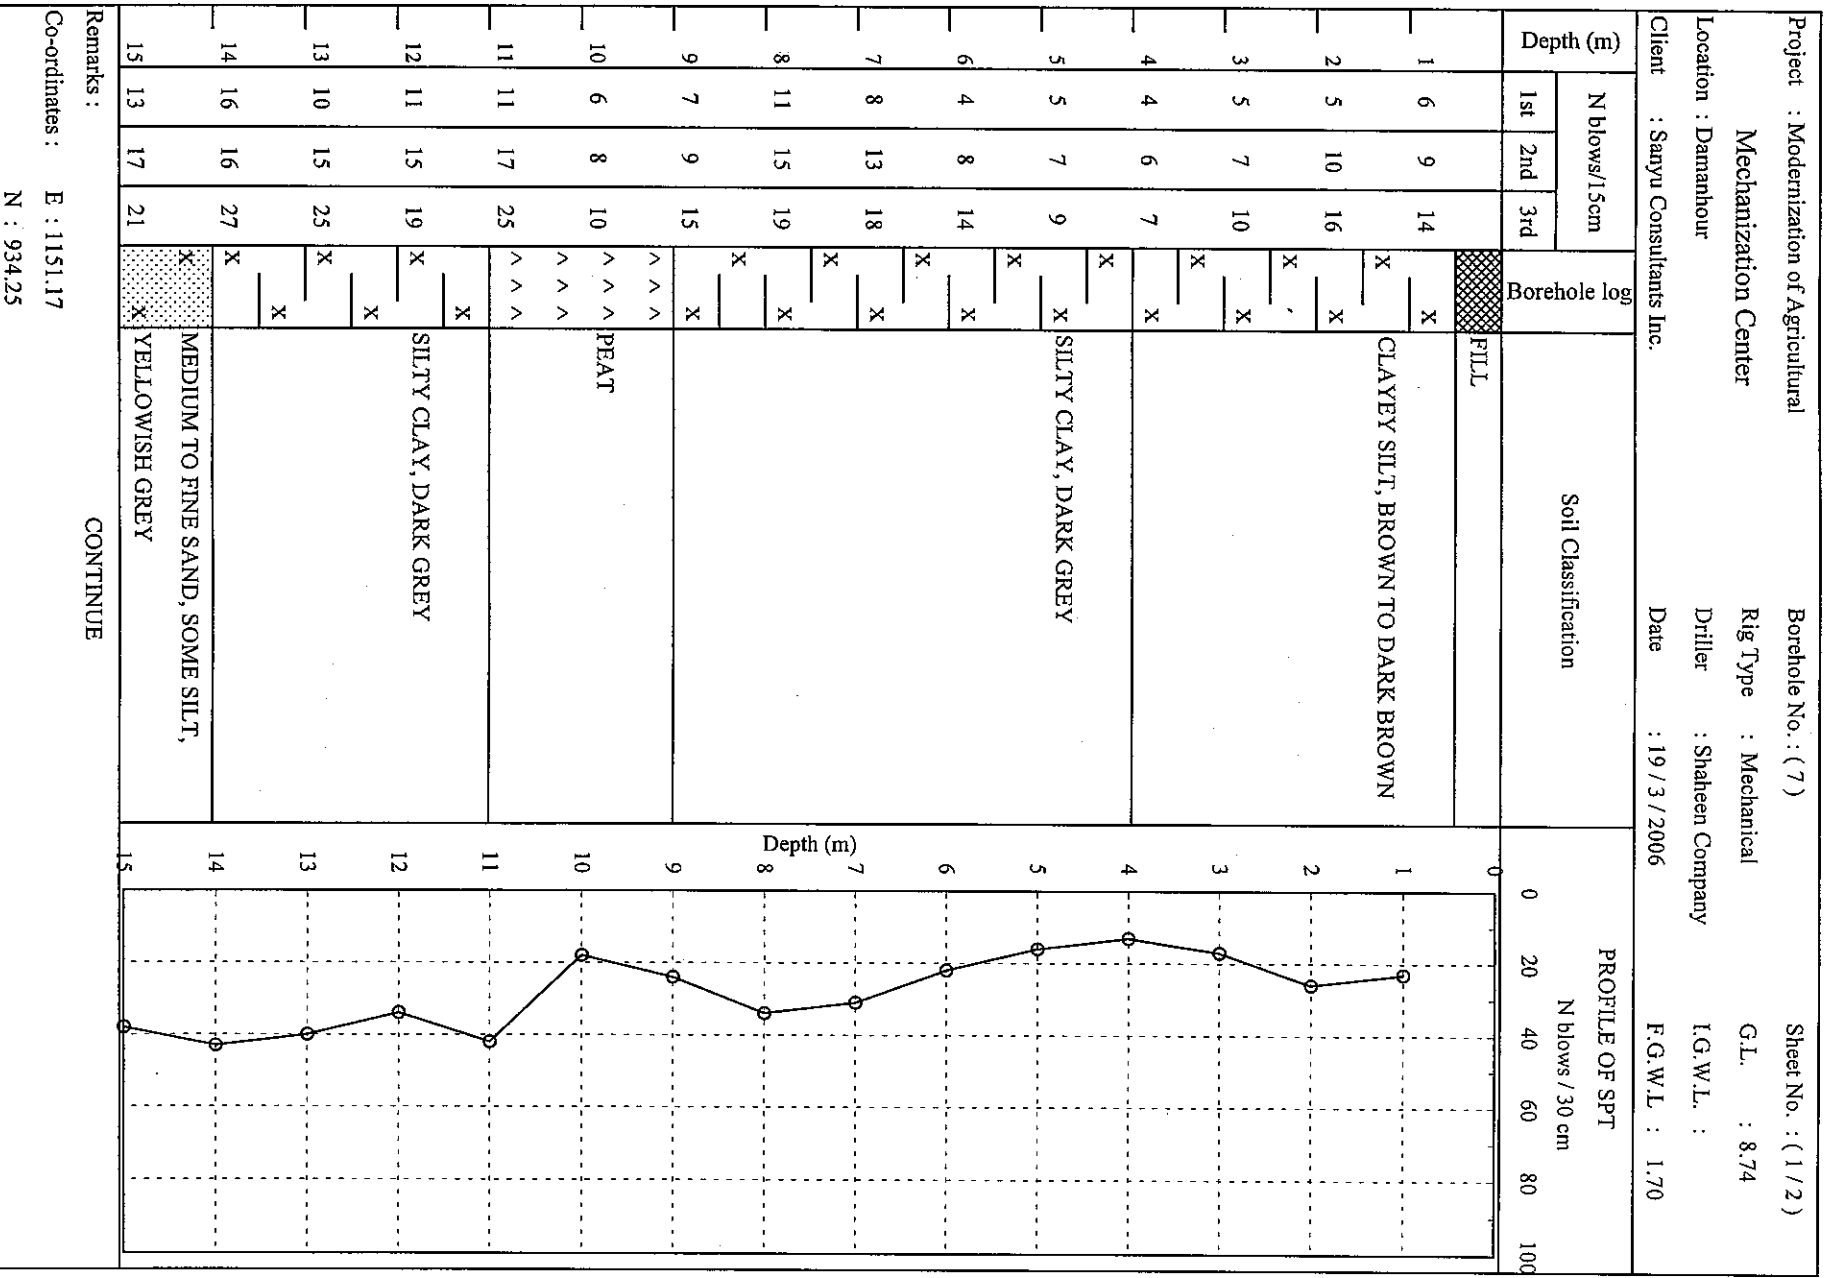 Project : Modernization of Agricultural Borehole No. : ( 7 ) Sheet No. : ( 1 / 2 )
Mechanization Center Rig Type : Mechanical G.L. : 8.74
Location : Damanhour Driller : Shaheen Company I.G.W.L. :
Client : Sanyu Consultants Inc. Date : 19 / 3 / 2006 F.G.W.L : 1.70
Depth (m) N blows/15cm Borehole log Soil Classification PROFILE OF SPT
1st 2nd 3rd N blows / 30 cm
0 20 40 60 80 100
Depth (m)
0
FILL
1 6 9 14 1
CLAYEY SILT, BROWN TO DARK BROWN
2 5 10 16 2
3 5 7 10 3
4 4 6 7 4
5 5 7 9 SILTY CLAY, DARK GREY 5
6 4 8 14 6
7 8 13 18 7
8 11 15 19 8
9 7 9 15 9
10 6 8 10 PEAT 10
11 11 17 25 11
12 11 15 19 SILTY CLAY, DARK GREY 12
13 10 15 25 13
14 16 16 27 14
MEDIUM TO FINE SAND, SOME SILT,
15 13 17 21 YELLOWISH GREY 15
Remarks : CONTINUE
Co-ordinates : E : 1151.17
N : 934.25